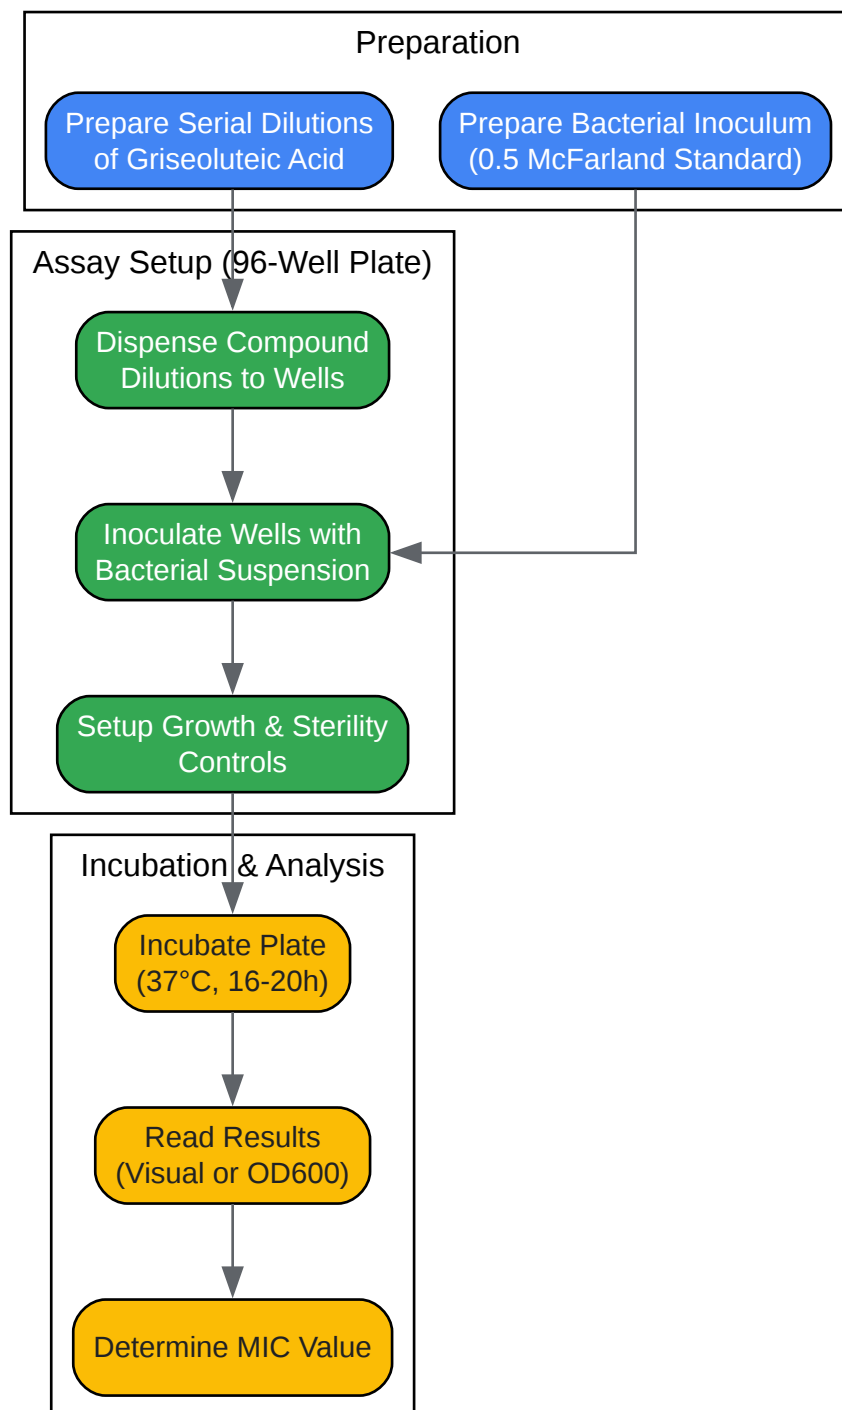 Preparation
Prepare Serial Dilutions
of Griseoluteic Acid
Prepare Bacterial Inoculum
(0.5 McFarland Standard)
Assay Setup (96-Well Plate)
Dispense Compound
Dilutions to Wells
Inoculate Wells with
Bacterial Suspension
Setup Growth & Sterility
Controls
Incubation & Analysis
Incubate Plate
(37°C, 16-20h)
Read Results
(Visual or OD600)
Determine MIC Value